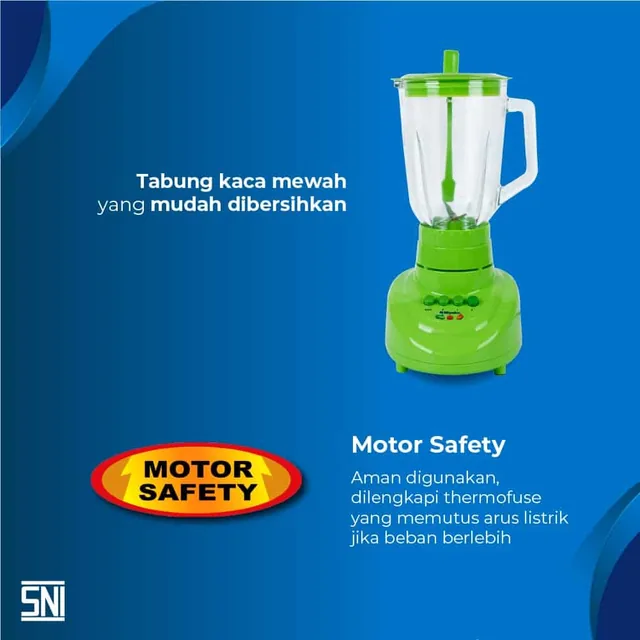 Tabung kaca mewah
yang mudah dibersihkan
MOTOR
SAFETY
Motor Safety
Aman digunakan,
dilengkapi thermofuse
yang memutus arus listrik
jika beban berlebih
SNI